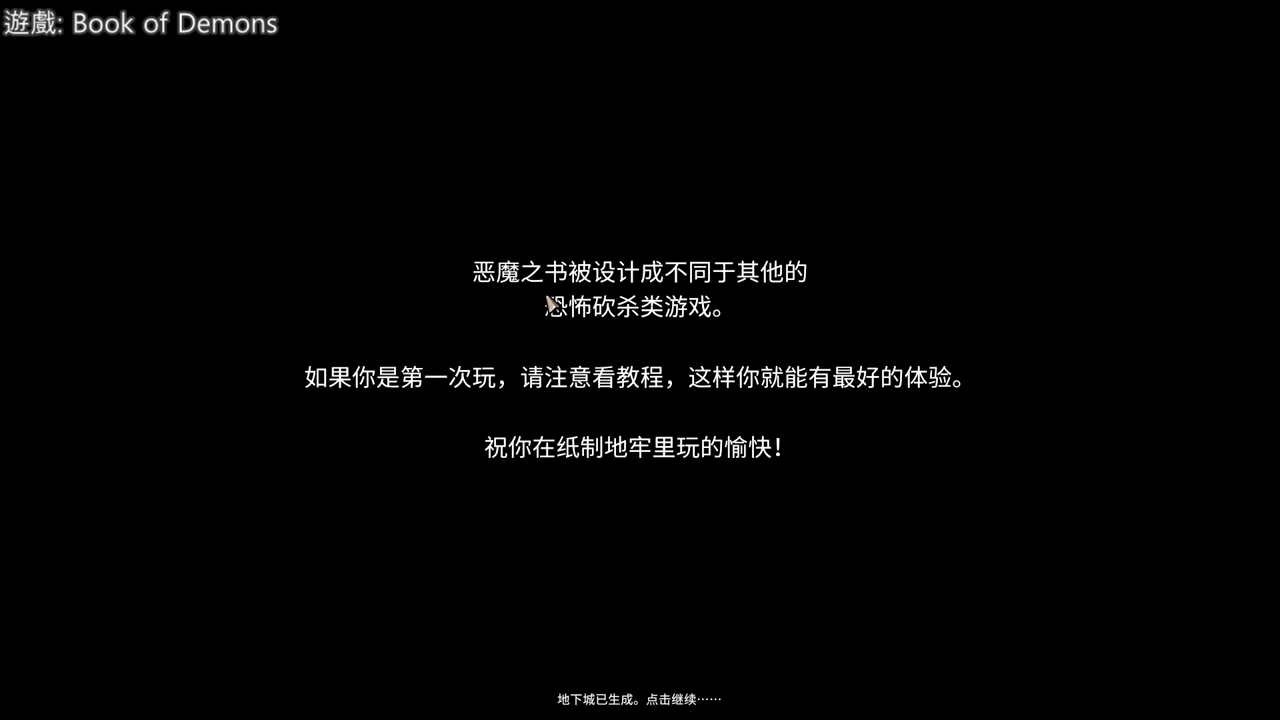 遊戲: Book of Demons
恶魔之书被设计成不同于其他的
恐怖砍杀类游戏。
如果你是第一次玩，请注意看教程，这样你就能有最好的体验。
祝你在纸制地牢里玩的愉快！
地下城已生成。点击继续……